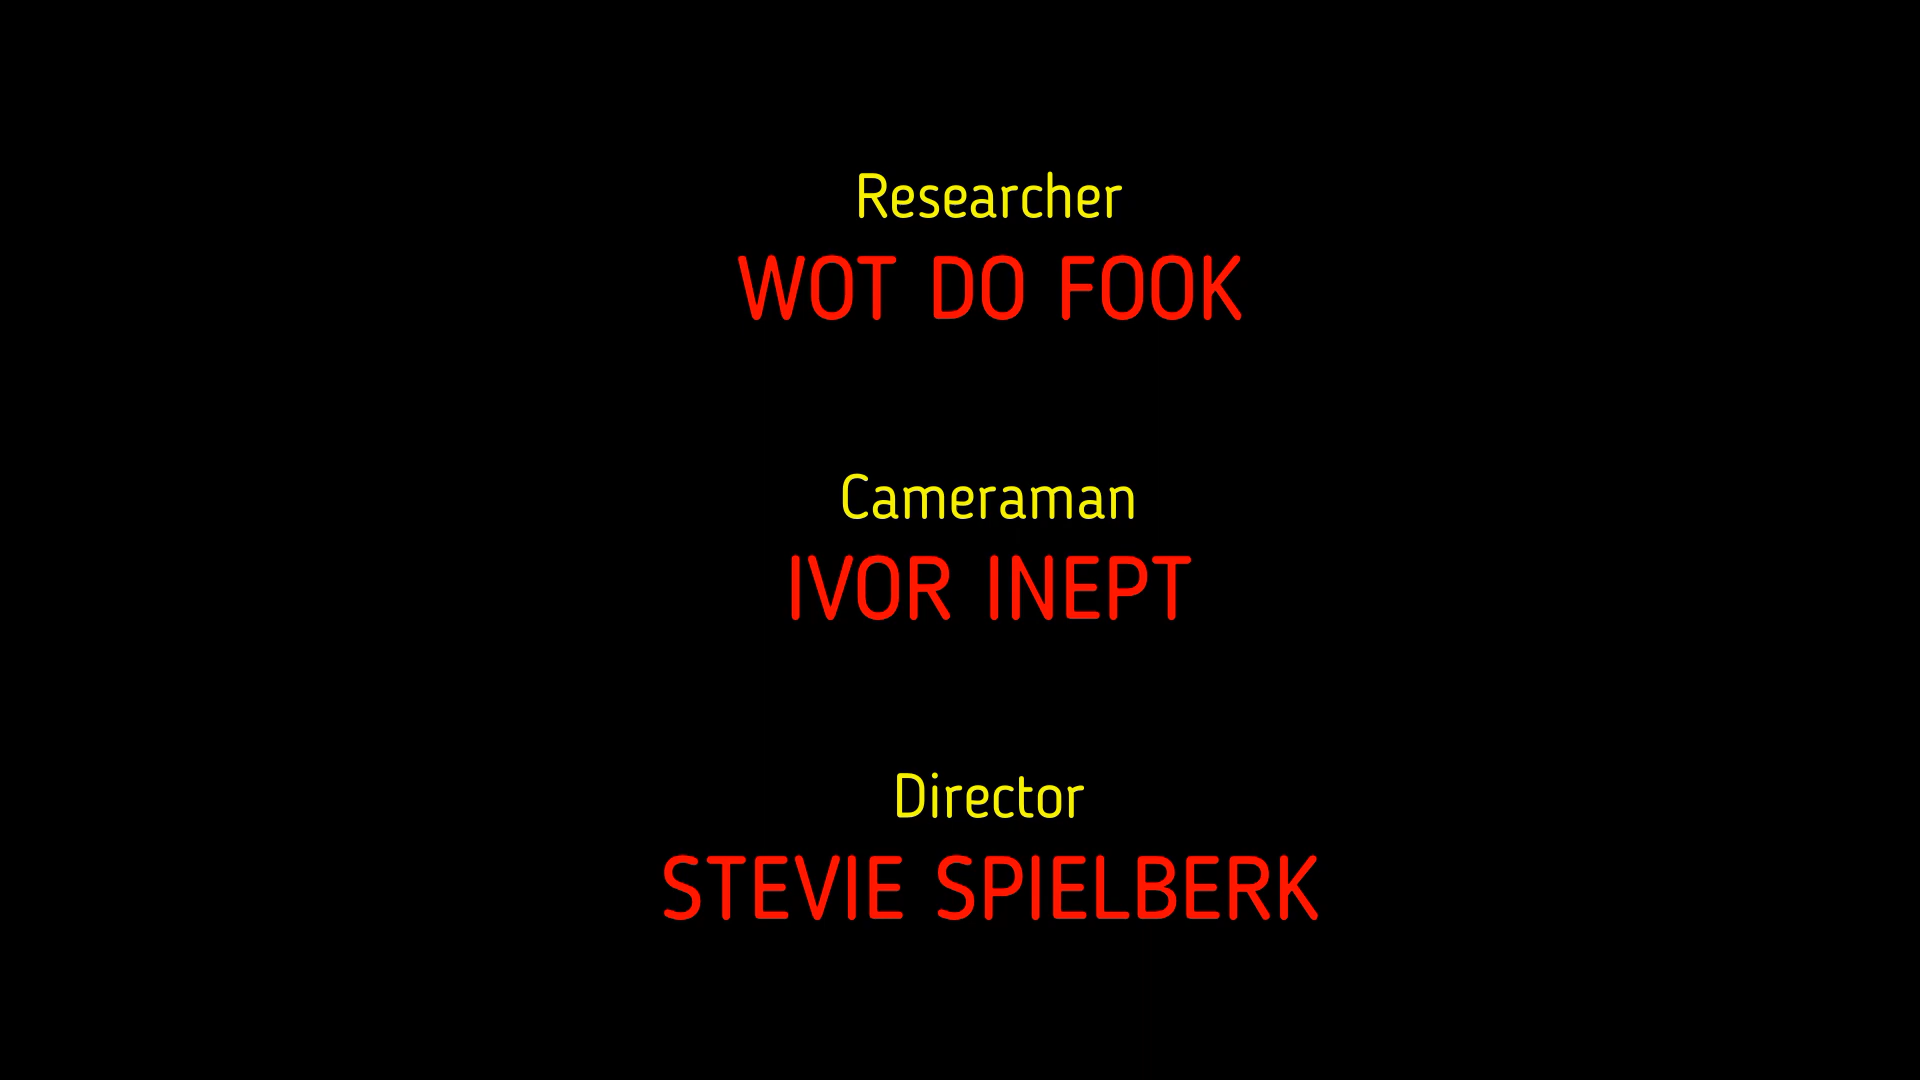 Researcher
WOT DO FOOK
Cameraman
IVOR INEPT
Director
STEVIE SPIELBERK